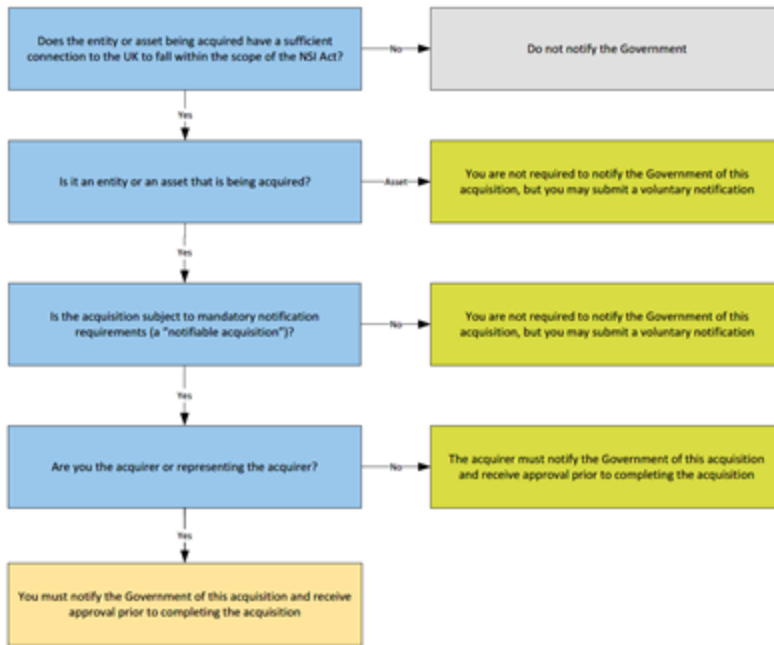 Does the entity or asset being acquired have a sufficient
connection to the UK to fall within the scope of the NSI Act?
No
Do not notify the Government
Yes
Is it an entity or an asset that is being acquired?
Asset
You are not required to notify the Government of this
acquisition, but you may submit a voluntary notification
Yes
Is the acquisition subject to mandatory notification
requirements (a "notifiable acquisition")?
No
You are not required to notify the Government of this
acquisition, but you may submit a voluntary notification
Yes
Are you the acquirer or representing the acquirer?
No
The acquirer must notify the Government of this acquisition
and receive approval prior to completing the acquisition
Yes
You must notify the Government of this acquisition and receive
approval prior to completing the acquisition